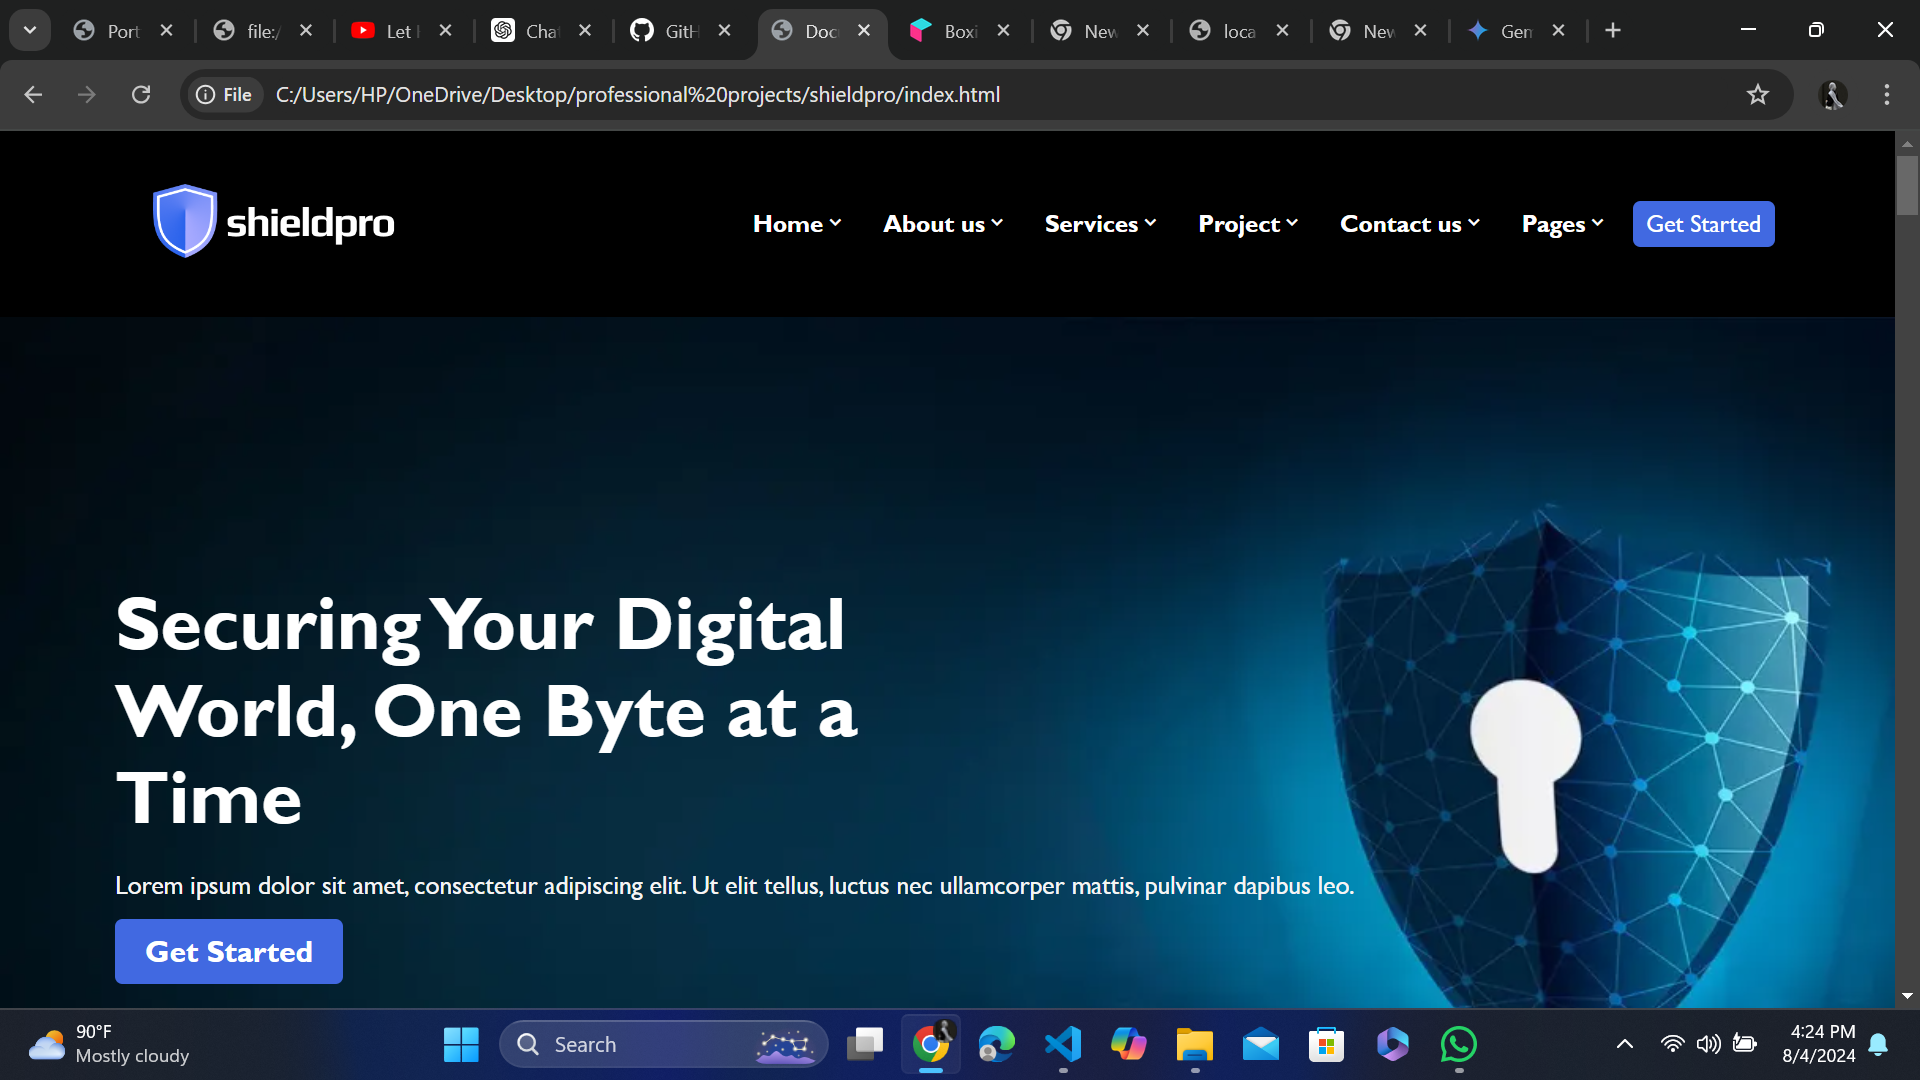 Port
file:/
Let
Cha
GitH
Doc
Boxi
New
loca
New
Gem
File
C:/Users/HP/OneDrive/Desktop/professional%20projects/shieldpro/index.html
shieldpro
Home
About us
Services
Project
Contact us
Pages
Get Started
Securing Your Digital
World, One Byte at a
Time
Lorem ipsum dolor sit amet, consectetur adipiscing elit. Ut elit tellus, luctus nec ullamcorper mattis, pulvinar dapibus leo.
Get Started
90°F
Mostly cloudy
Search
4:24 PM
8/4/2024